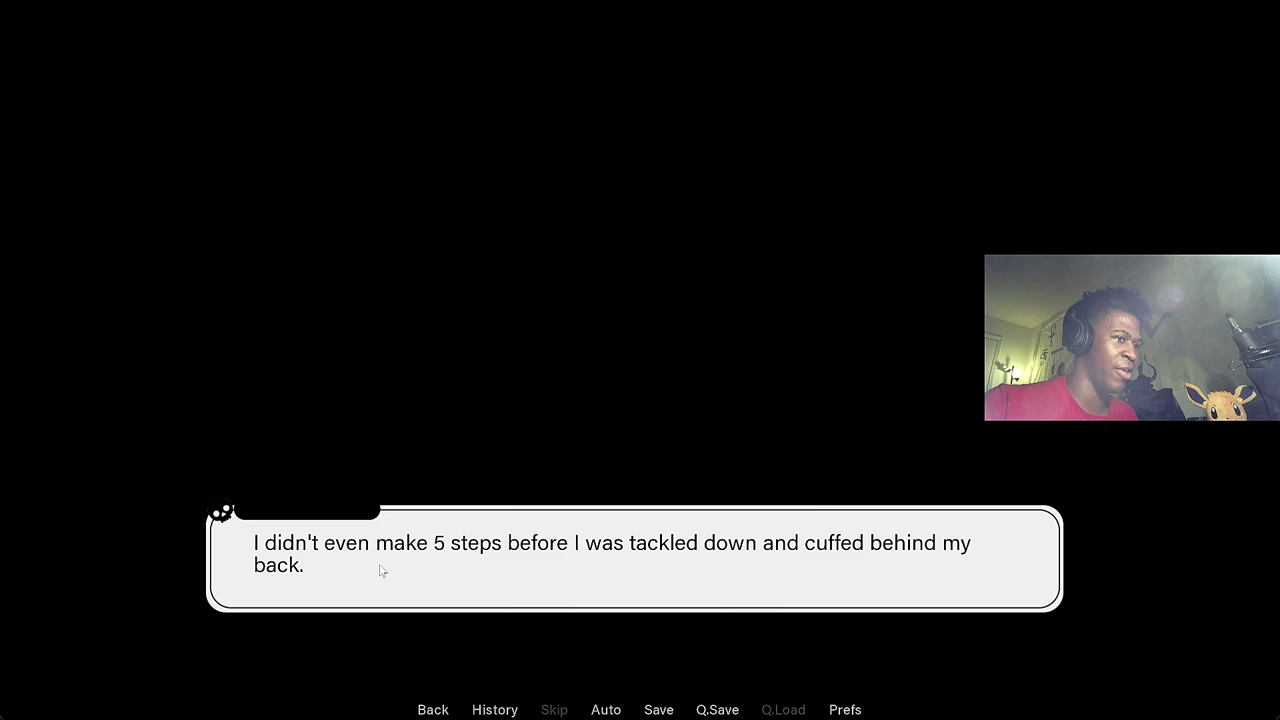 I didn't even make 5 steps before I was tackled down and cuffed behind my
back.
Back History Skip Auto Save Q.Save Q.Load Prefs